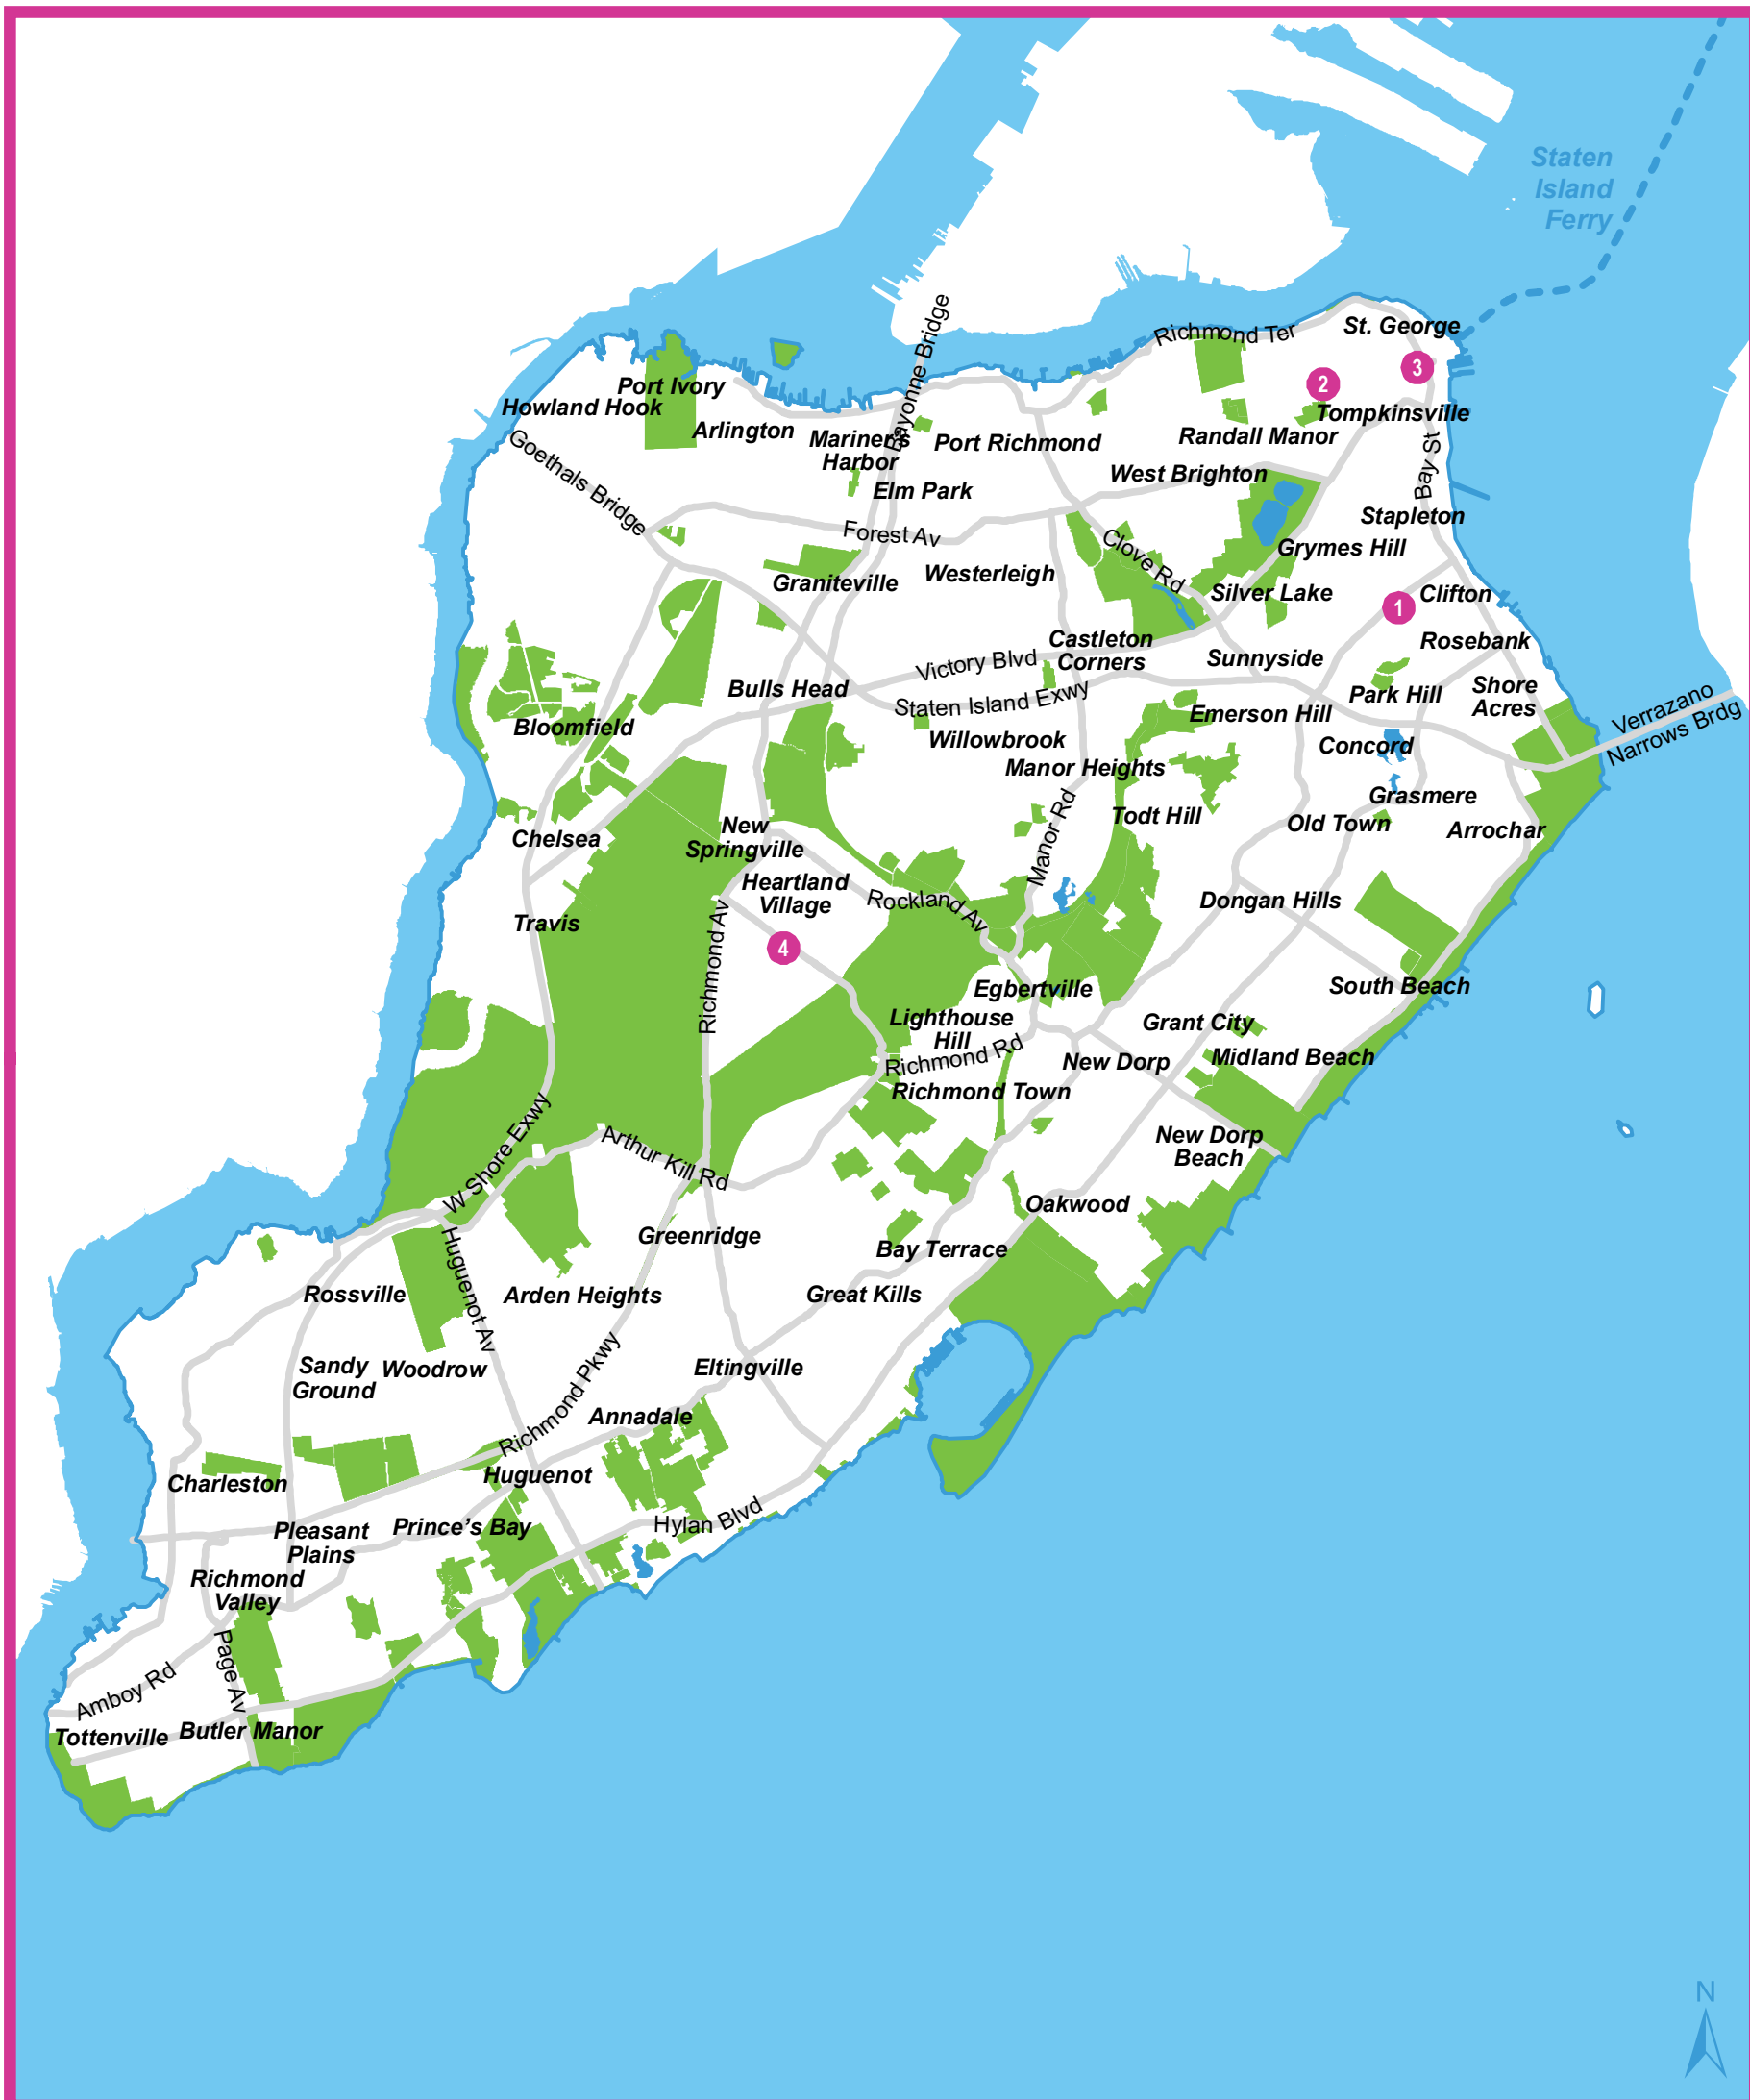 Staten
Island
Ferry
St. George
Richmond Ter
Bayonne Bridge
3
2
Port Ivory
Howland Hook
Tompkinsville
Arlington
Mariner's
Harbor
Port Richmond
Randall Manor
Goethals Bridge
West Brighton
Bay St
Elm Park
Stapleton
Forest Av
Clove Rd
Grymes Hill
Graniteville
Westerleigh
Silver Lake
1
Clifton
Castleton
Corners
Rosebank
Victory Blvd
Sunnyside
Bulls Head
Staten Island Exwy
Park Hill
Shore
Acres
Verrazano
Narrows Brdg
Emerson Hill
Bloomfield
Willowbrook
Concord
Manor Heights
Grasmere
Manor Rd
Todt Hill
Old Town
Arrochar
Chelsea
New
Springville
Heartland
Village
Rockland Av
Dongan Hills
Travis
Richmond Av
4
Egbertville
South Beach
Lighthouse
Hill
Grant City
Richmond Rd
New Dorp
Midland Beach
Richmond Town
W Shore Exwy
Arthur Kill Rd
New Dorp
Beach
Oakwood
Greenridge
Bay Terrace
Huguenot Av
Rossville
Arden Heights
Great Kills
Sandy
Ground
Woodrow
Richmond Pkwy
Eltingville
Annadale
Charleston
Huguenot
Pleasant
Plains
Prince's Bay
Hylan Blvd
Richmond
Valley
Page Av
Amboy Rd
Tottenville
Butler Manor
N